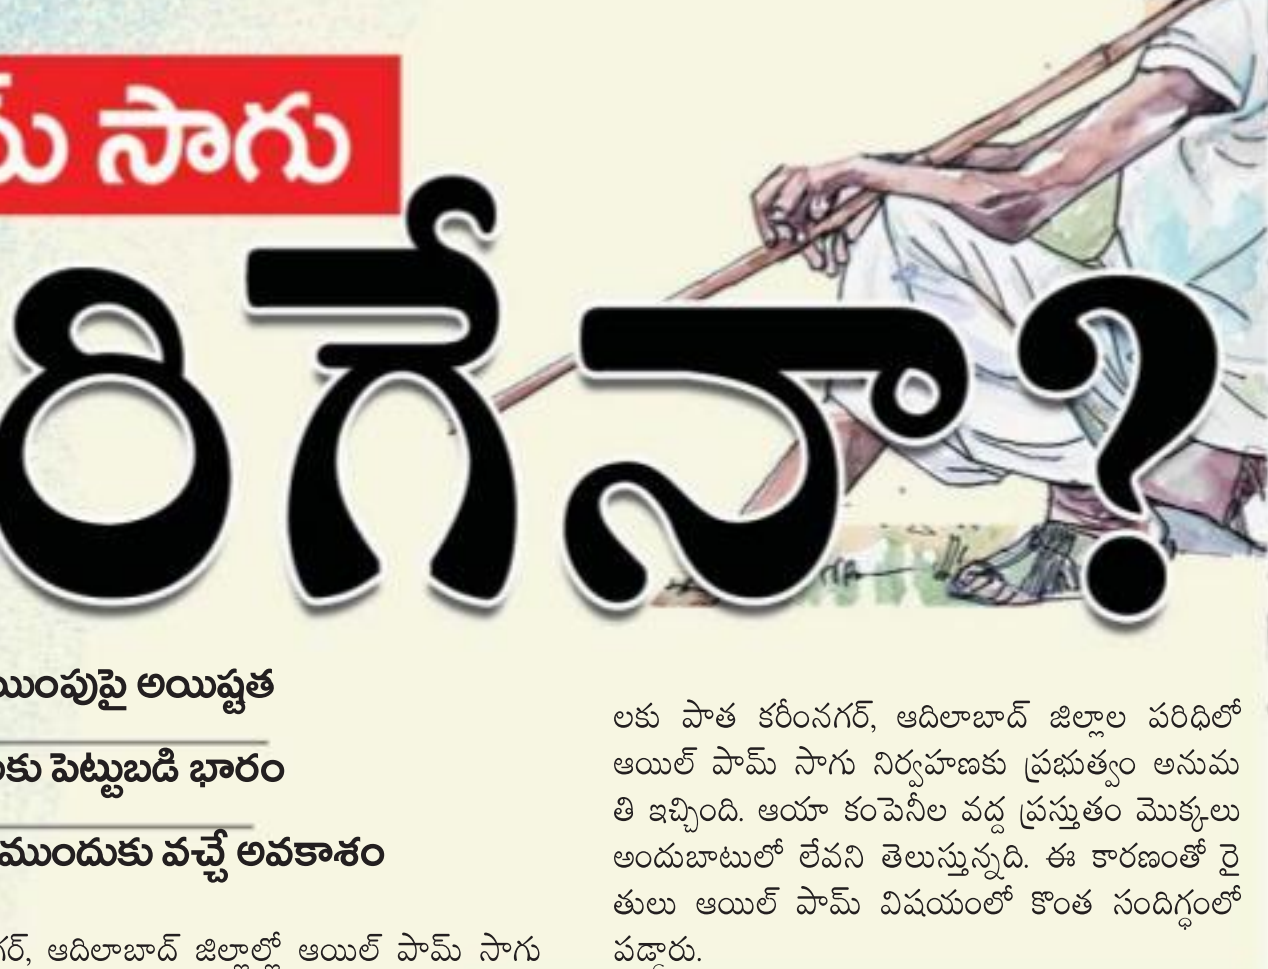 సాగు
రిగేనా?
యింపుపై అయిష్టత
పెట్టుబడి భారం
ముందుకు వచ్చే అవకాశం
ఆదిలాబాద్ జిల్లాల్లో ఆయిల్ పామ్ సాగు
లకు పాత కరీంనగర్, ఆదిలాబాద్ జిల్లాల పరిధిలో
ఆయిల్ పామ్ సాగు నిర్వహణకు ప్రభుత్వం అనుమ
తి ఇచ్చింది. ఆయా కంపెనీల వద్ద ప్రస్తుతం మొక్కలు
అందుబాటులో లేవని తెలుస్తున్నది. ఈ కారణంతో రై
తులు ఆయిల్ పామ్ విషయంలో కొంత సందిగ్ధంలో
పడ్డారు.